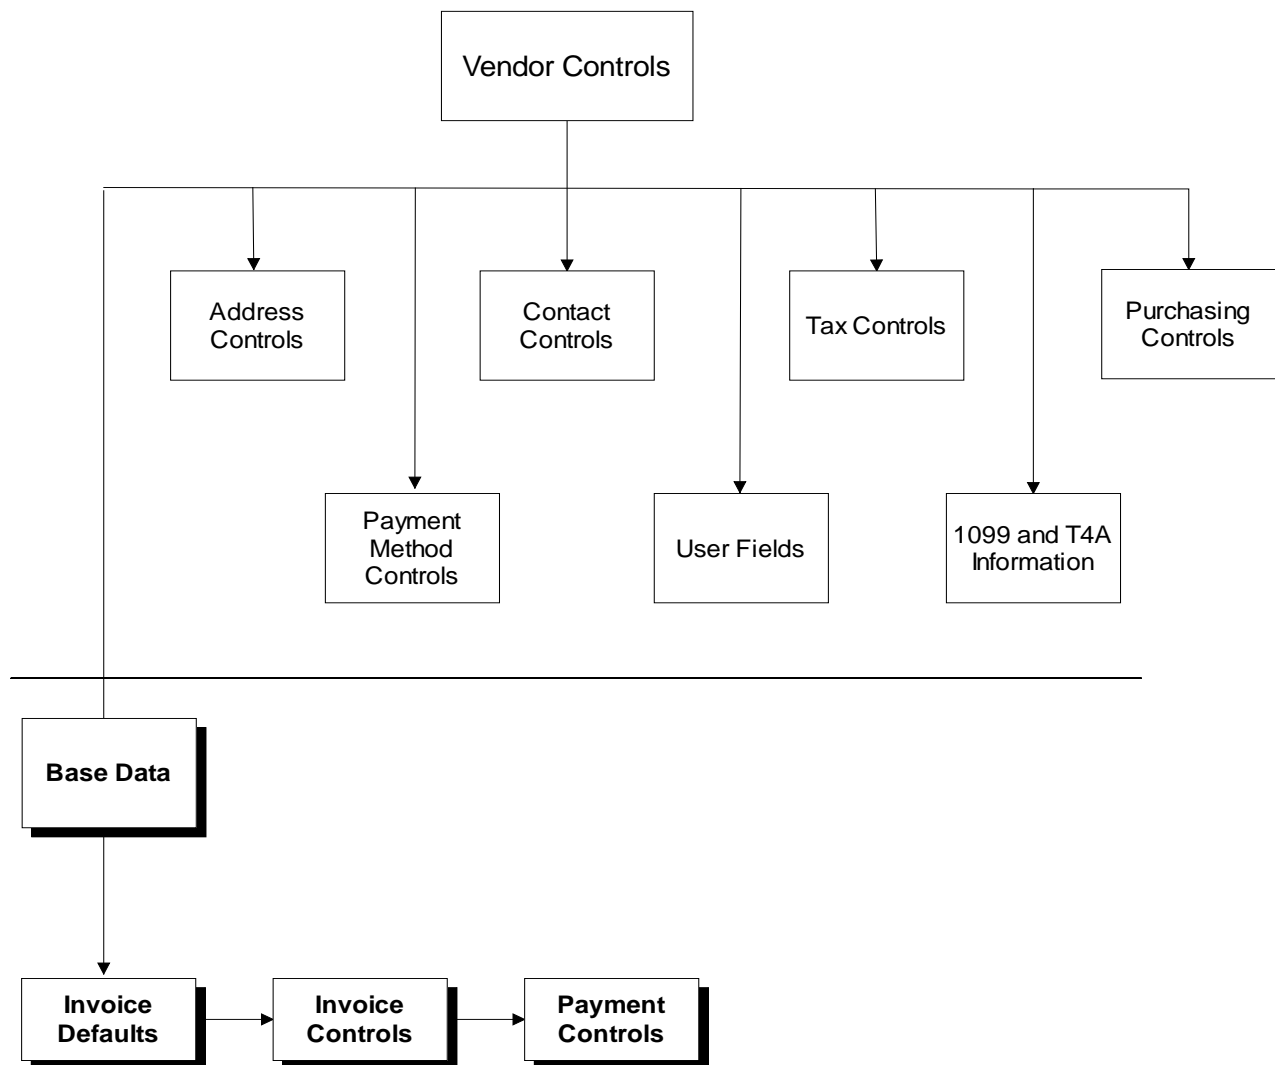 Vendor Controls
Address
Controls
Contact
Controls
Tax Controls
Purchasing
Controls
Payment
Method
Controls
User Fields
1099 and T4A
Information
Base Data
Invoice
Defaults
Invoice
Controls
Payment
Controls